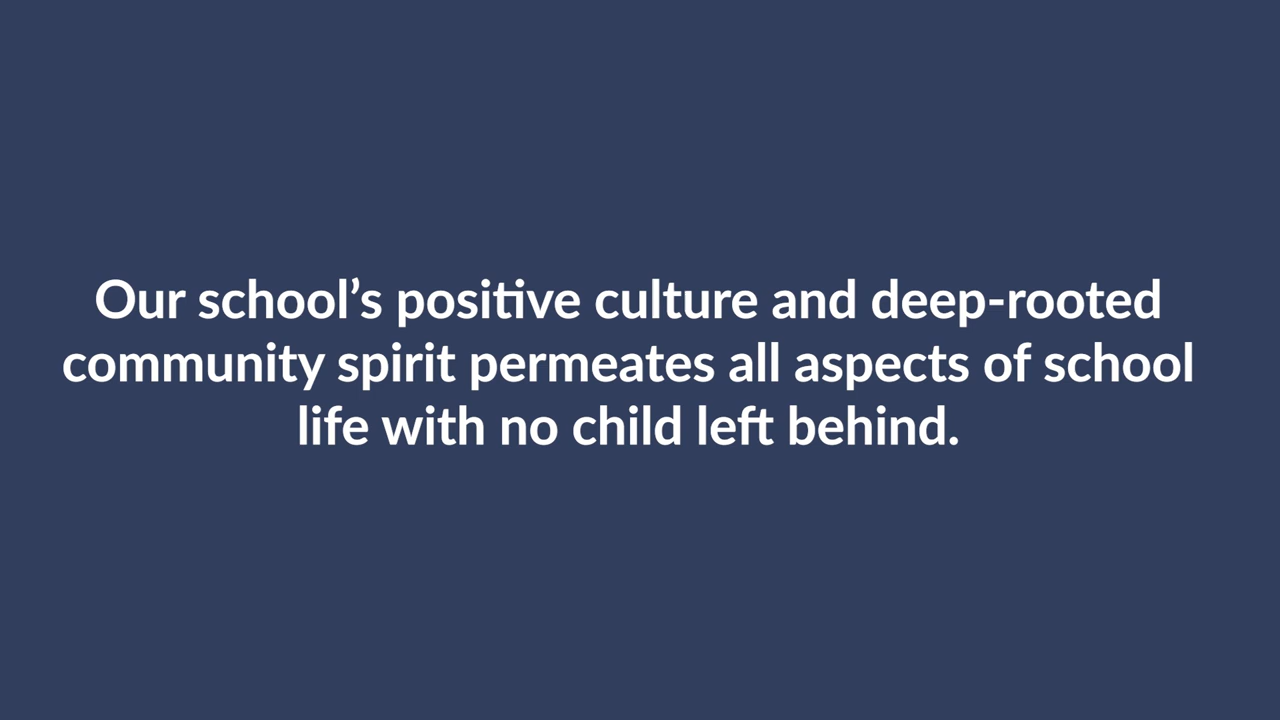 Our school’s positive culture and deep-rooted
community spirit permeates all aspects of school
life with no child left behind.